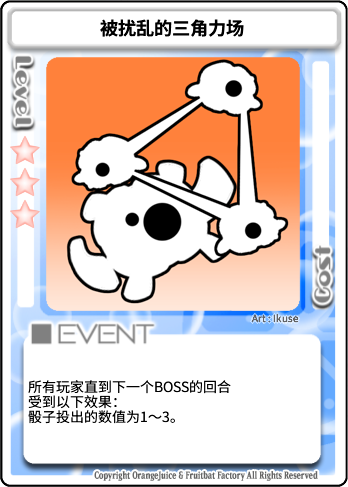 被扰乱的三角力场
Level
Cost
Art : Ikuse
EVENT
所有玩家直到下一个BOSS的回合
受到以下效果：
骰子投出的数值为1～3。
Copyright OrangeJuice & Fruitbat Factory All Rights Reserved